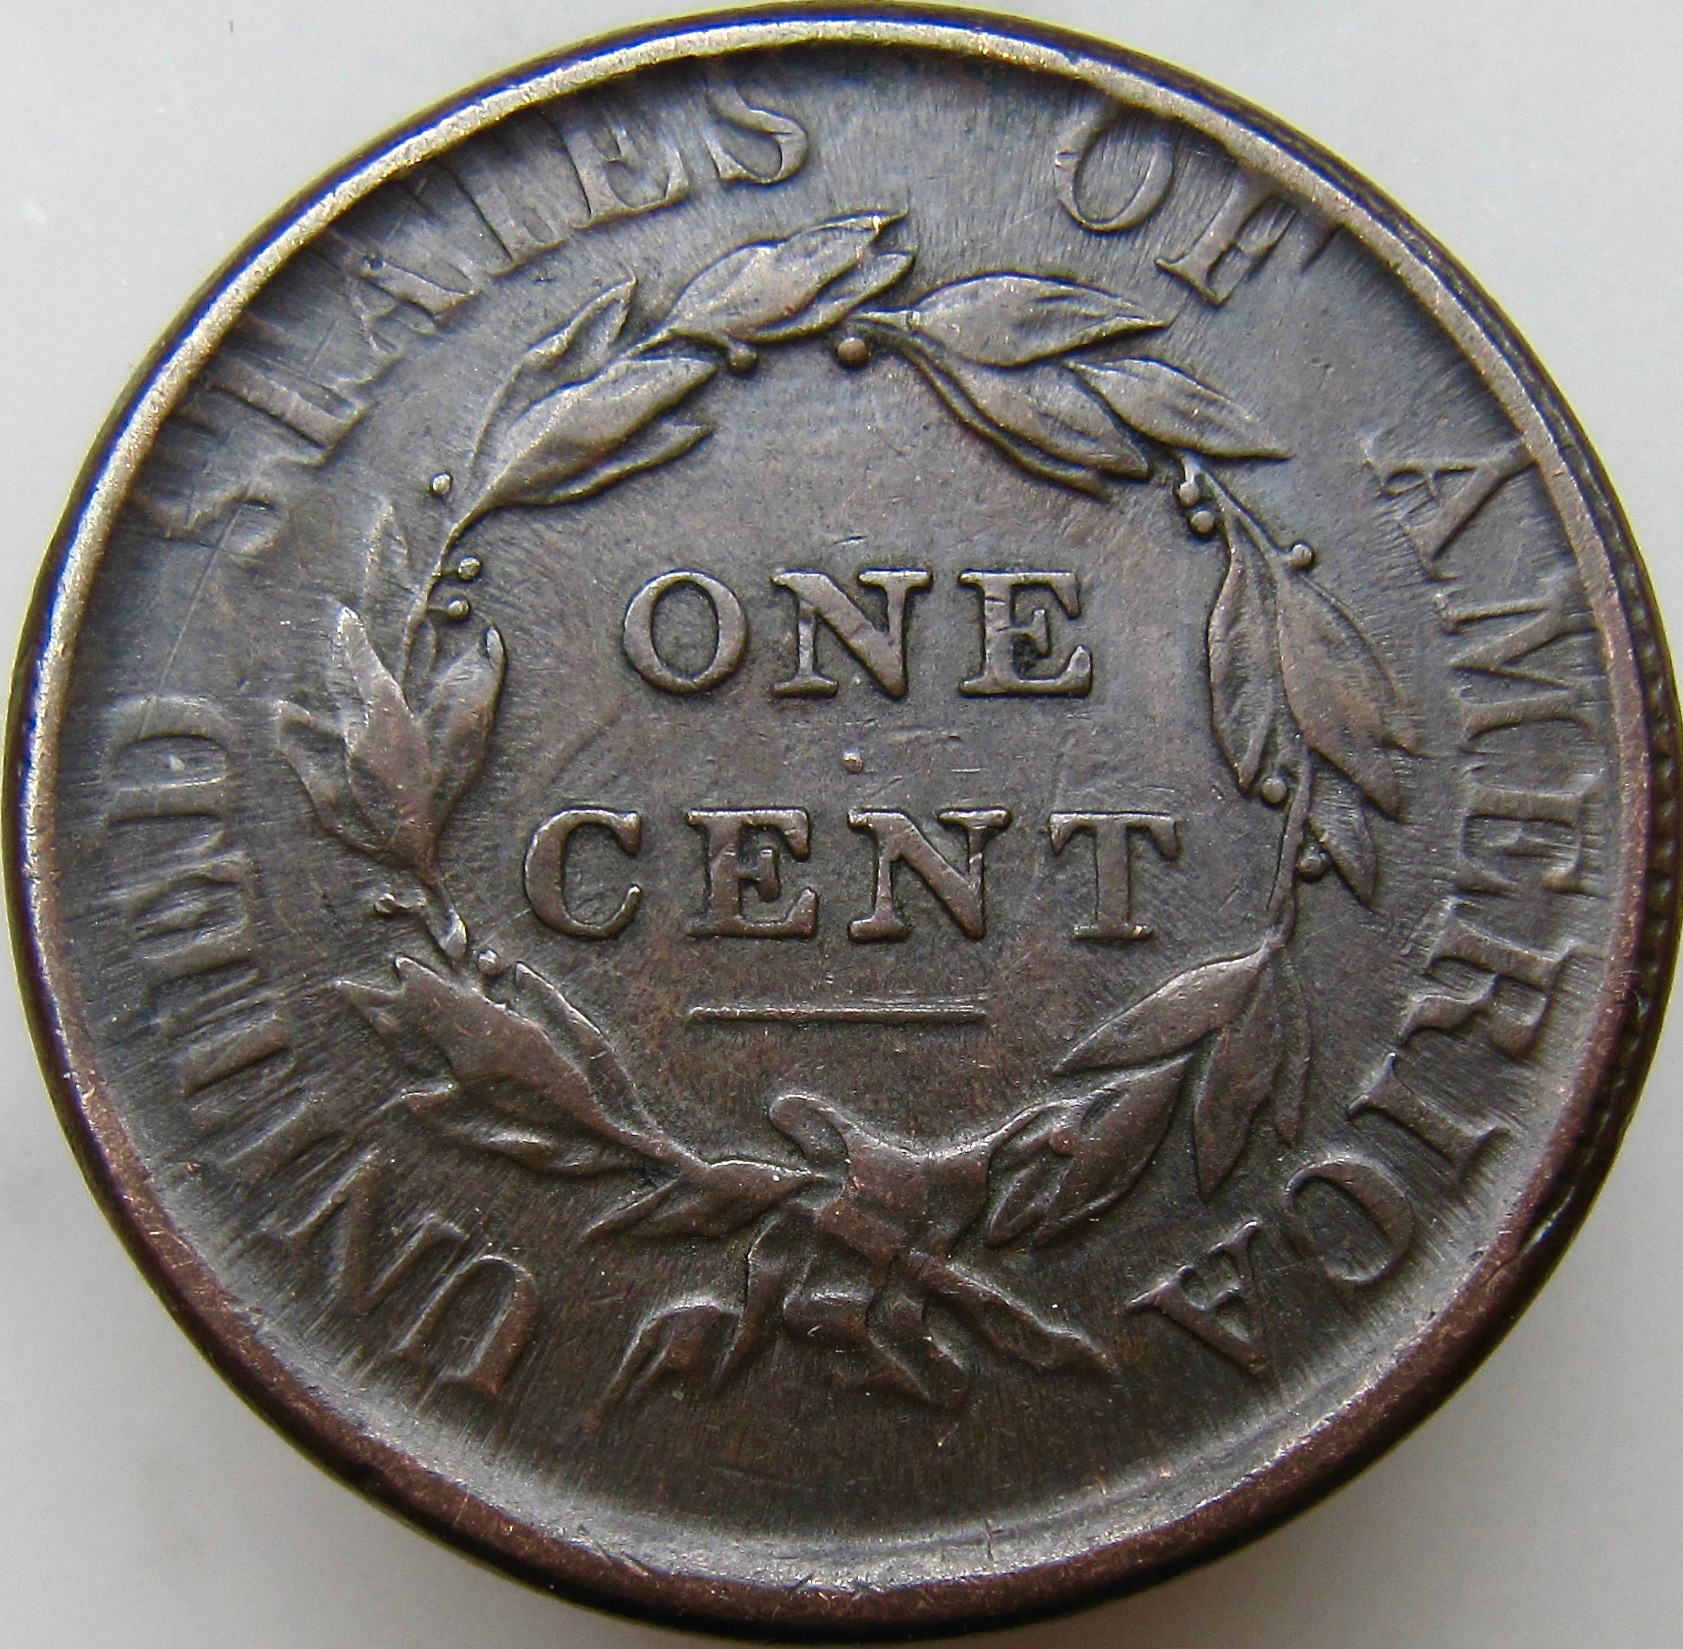 UNITED STATES OF AMERICA
ONE
CENT